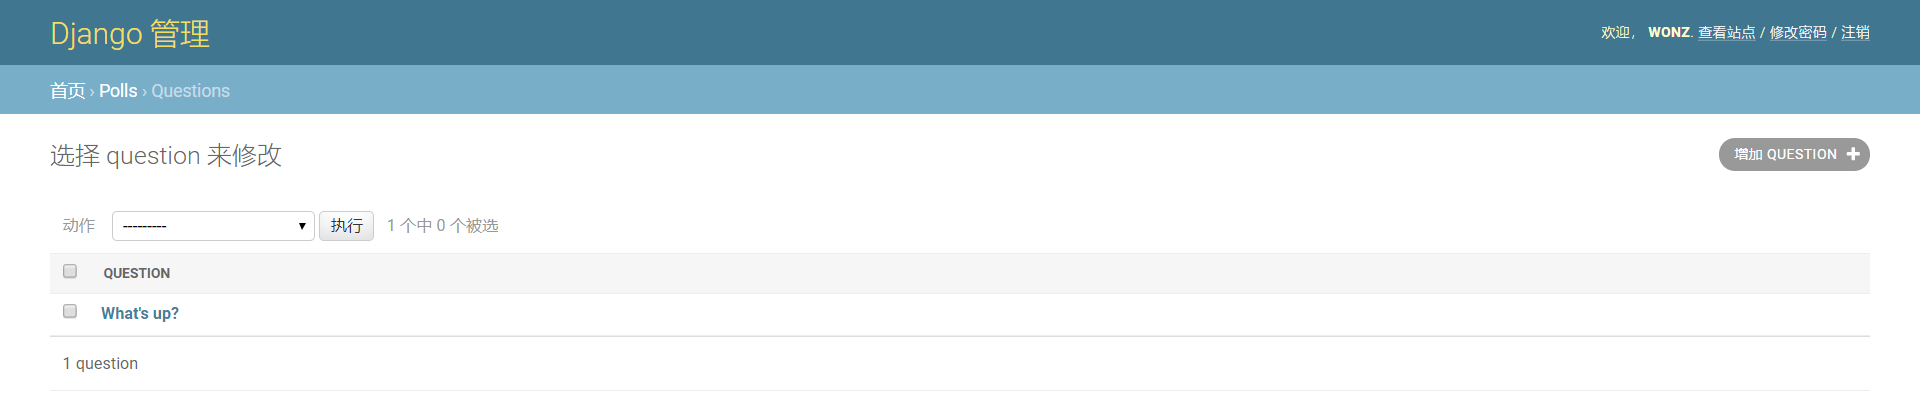 Django 管理
欢迎， WONZ. 查看站点 / 修改密码 / 注销
首页 › Polls › Questions
选择 question 来修改
增加 QUESTION
动作 --------- 执行 1 个中 0 个被选
QUESTION
What's up?
1 question